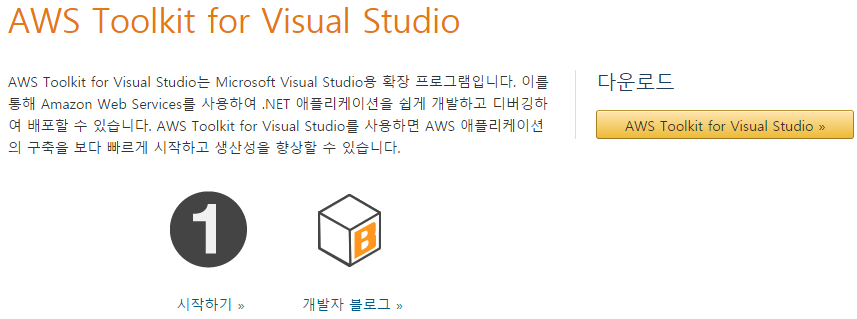 AWS Toolkit for Visual Studio
AWS Toolkit for Visual Studio는 Microsoft Visual Studio용 확장 프로그램입니다. 이를
통해 Amazon Web Services를 사용하여 .NET 애플리케이션을 쉽게 개발하고 디버깅하
여 배포할 수 있습니다. AWS Toolkit for Visual Studio를 사용하면 AWS 애플리케이션
의 구축을 보다 빠르게 시작하고 생산성을 향상할 수 있습니다.
다운로드
AWS Toolkit for Visual Studio »
1
B
시작하기 »
개발자 블로그 »